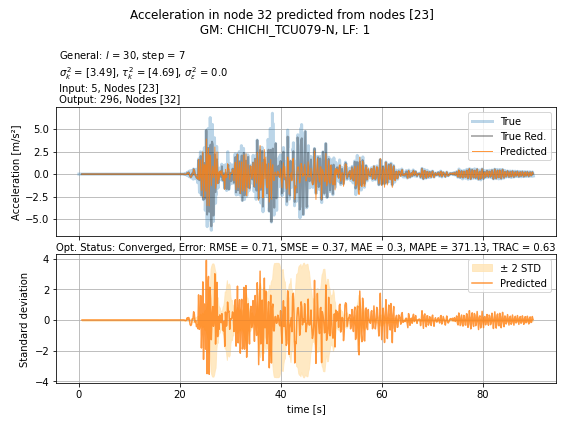 Acceleration in node 32 predicted from nodes [23]
GM: CHICHI_TCU079-N, LF: 1
General: l = 30, step = 7
σ²ₖ = [3.49], τ²ₖ = [4.69], σ²ₑ = 0.0
Input: 5, Nodes [23]
Output: 296, Nodes [32]
Acceleration [m/s²]
5.0
2.5
0.0
−2.5
−5.0
True
True Red.
Predicted
Opt. Status: Converged, Error: RMSE = 0.71, SMSE = 0.37, MAE = 0.3, MAPE = 371.13, TRAC = 0.63
Standard deviation
4
2
0
−2
−4
± 2 STD
Predicted
0 20 40 60 80
time [s]